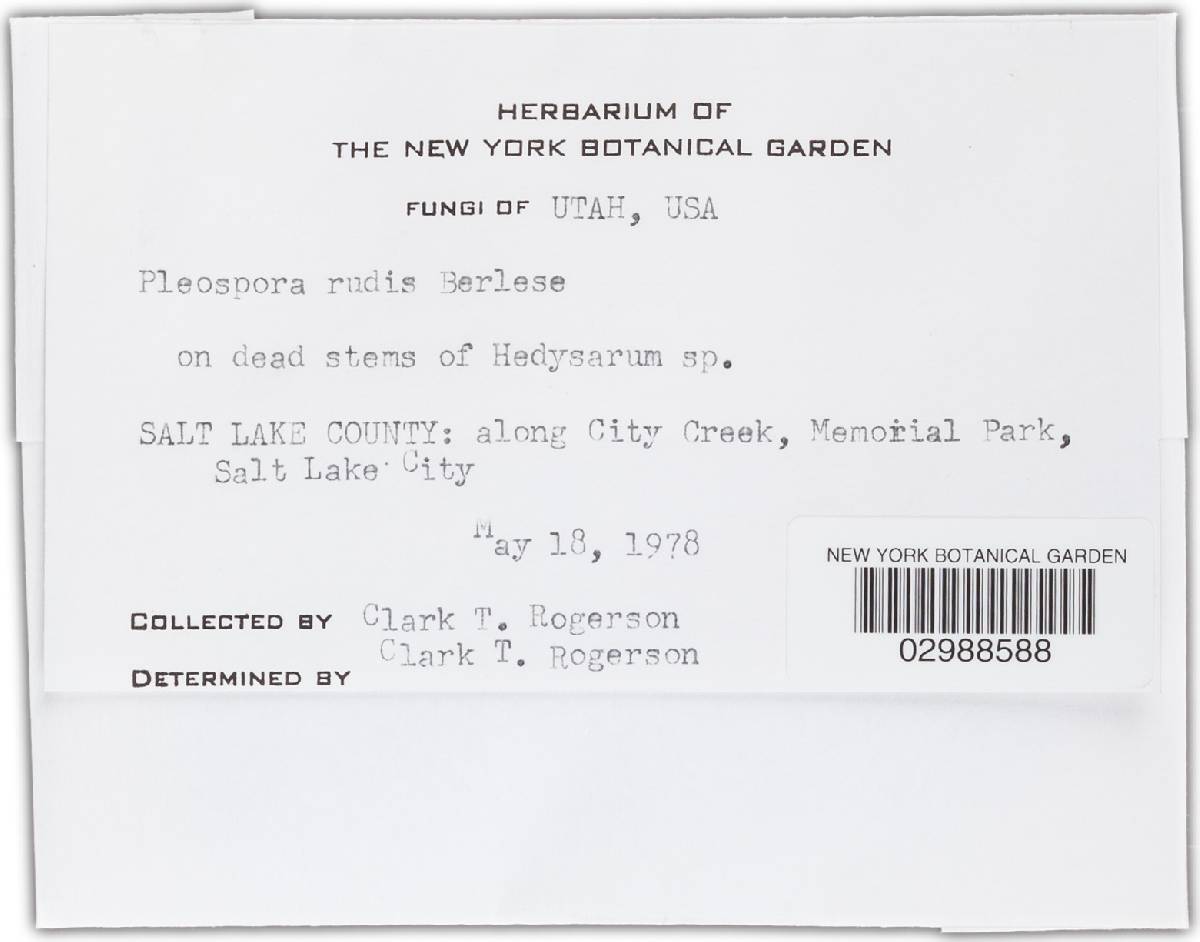 HERBARIUM OF
THE NEW YORK BOTANICAL GARDEN
FUNGI OF UTAH, USA
Pleospora rudis Berlese
on dead stems of Hedysarum sp.
SALT LAKE COUNTY: along City Creek, Memorial Park,
Salt Lake City
May 18, 1978
COLLECTED BY Clark T. Rogerson
Clark T. Rogerson
DETERMINED BY
NEW YORK BOTANICAL GARDEN
02988588